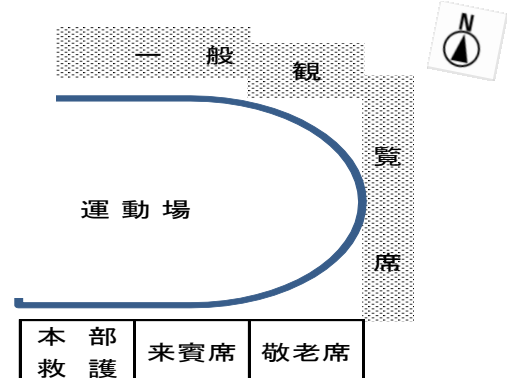 N
一 般 観 覧 席
運 動 場
本 部
救 護
来賓席
敬老席